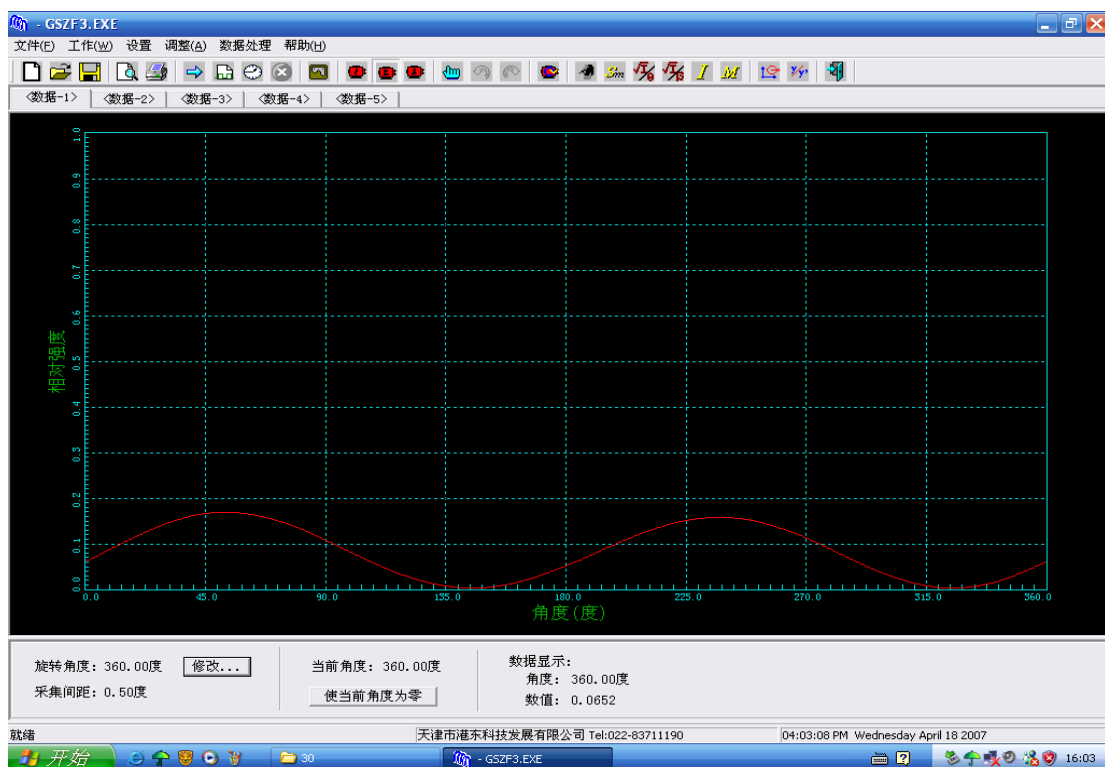 - GSZF3.EXE
文件(F) 工作(W) 设置 调整(A) 数据处理 帮助(H)
<数据-1> <数据-2> <数据-3> <数据-4> <数据-5>
1.0
0.9
0.8
0.7
0.6
0.5
0.4
0.3
0.2
0.1
0.0
相对强度
0.0 45.0 90.0 135.0 180.0 225.0 270.0 315.0 360.0
角度(度)
旋转角度: 360.00度 修改...
采集间距: 0.50度
当前角度: 360.00度
使当前角度为零
数据显示:
角度: 360.00度
数值: 0.0652
就绪 天津市港东科技发展有限公司 Tel:022-83711190 04:03:08 PM Wednesday April 18 2007
开始 30 - GSZF3.EXE 16:03